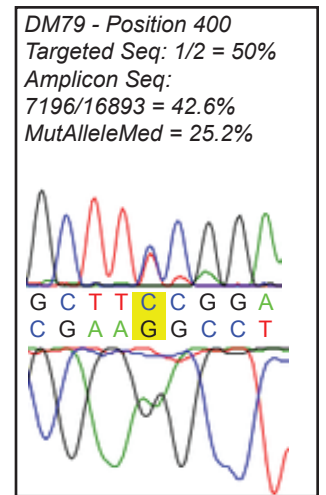 DM79 - Position 400
Targeted Seq: 1/2 = 50%
Amplicon Seq:
7196/16893 = 42.6%
MutAlleleMed = 25.2%
G C T T C C G G A
C G A A G G C C T